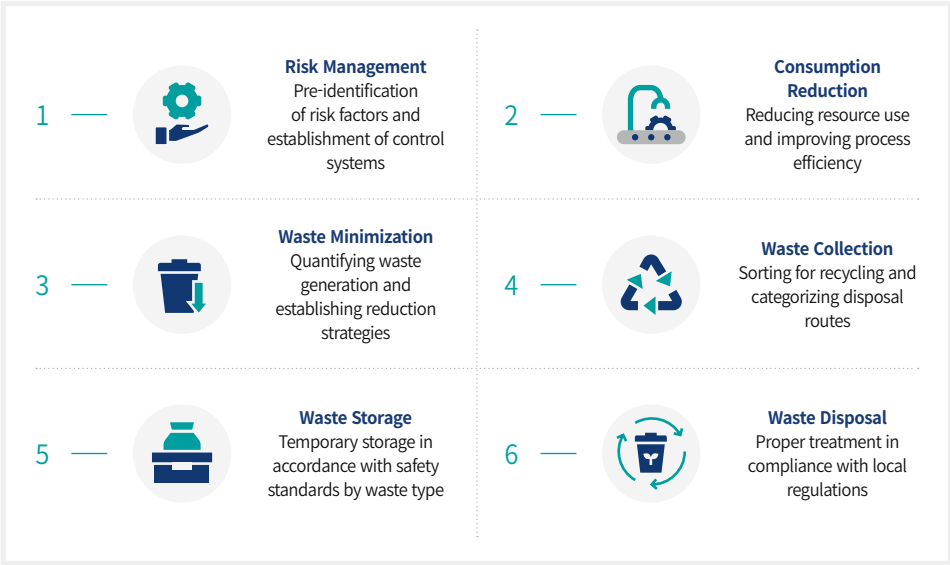 1
Risk Management
Pre-identification
of risk factors and
establishment of control
systems
2
Consumption
Reduction
Reducing resource use
and improving process
efficiency
3
Waste Minimization
Quantifying waste
generation and
establishing reduction
strategies
4
Waste Collection
Sorting for recycling and
categorizing disposal
routes
5
Waste Storage
Temporary storage in
accordance with safety
standards by waste type
6
Waste Disposal
Proper treatment in
compliance with local
regulations